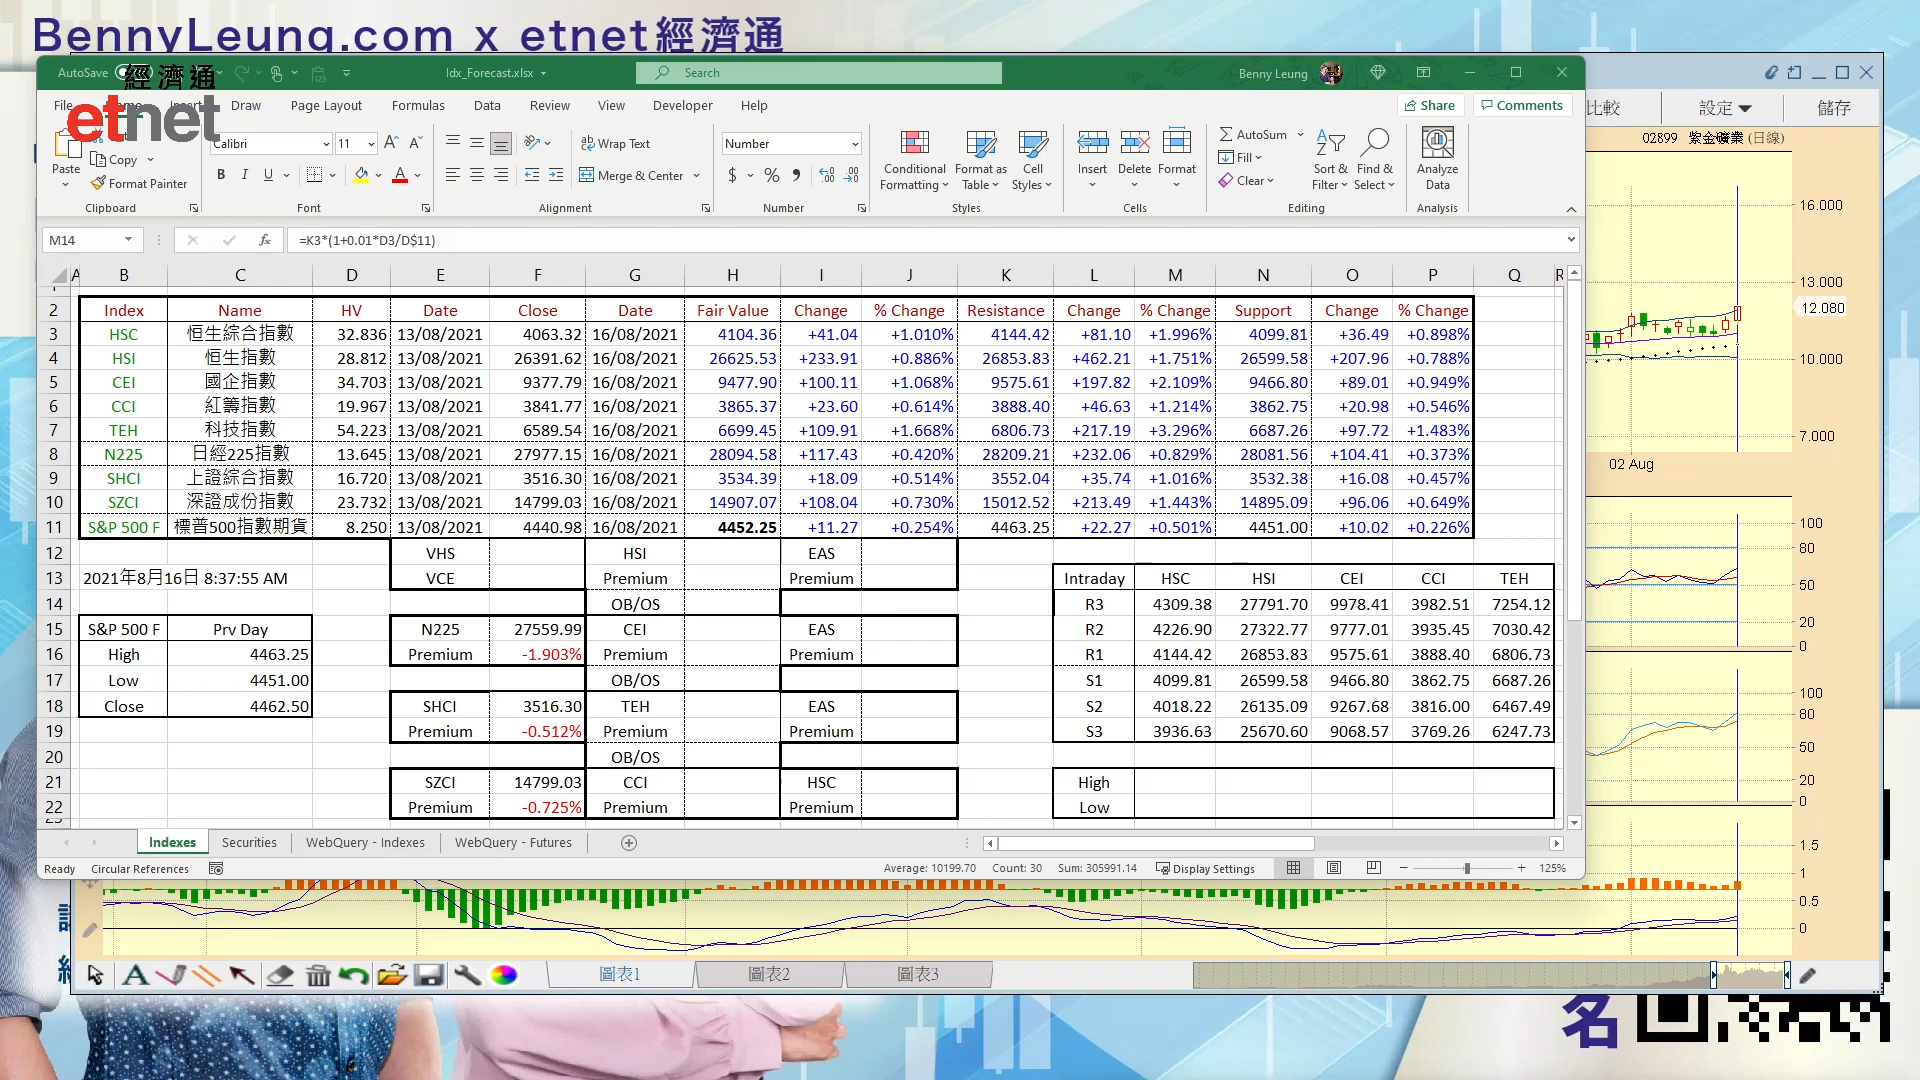 BennyLeung.com x etnet經濟通
AutoSave
Idx_Forecast.xlsx
Search
Benny Leung
經濟通
etnet
File
Draw
Page Layout
Formulas
Data
Review
View
Developer
Help
Share
Comments
比較
設定
儲存
02899 紫金礦業 (日線)
Paste
Copy
Format Painter
Clipboard
Calibri
11
B I U
Font
Wrap Text
Merge & Center
Alignment
Number
$ % 9
Number
Conditional Formatting
Format as Table
Cell Styles
Styles
Insert
Delete
Format
Cells
AutoSum
Fill
Clear
Sort & Filter
Find & Select
Editing
Analyze Data
Analysis
M14
fx
=K3*(1+0.01*D3/D$11)
A B C D E F G H I J K L M N O P Q R
2 Index Name HV Date Close Date Fair Value Change % Change Resistance Change % Change Support Change % Change
3 HSC 恒生綜合指數 32.836 13/08/2021 4063.32 16/08/2021 4104.36 +41.04 +1.010% 4144.42 +81.10 +1.996% 4099.81 +36.49 +0.898%
4 HSI 恒生指數 28.812 13/08/2021 26391.62 16/08/2021 26625.53 +233.91 +0.886% 26853.83 +462.21 +1.751% 26599.58 +207.96 +0.788%
5 CEI 國企指數 34.703 13/08/2021 9377.79 16/08/2021 9477.90 +100.11 +1.068% 9575.61 +197.82 +2.109% 9466.80 +89.01 +0.949%
6 CCI 紅籌指數 19.967 13/08/2021 3841.77 16/08/2021 3865.37 +23.60 +0.614% 3888.40 +46.63 +1.214% 3862.75 +20.98 +0.546%
7 TEH 科技指數 54.223 13/08/2021 6589.54 16/08/2021 6699.45 +109.91 +1.668% 6806.73 +217.19 +3.296% 6687.26 +97.72 +1.483%
8 N225 日經225指數 13.645 13/08/2021 27977.15 16/08/2021 28094.58 +117.43 +0.420% 28209.21 +232.06 +0.829% 28081.56 +104.41 +0.373%
9 SHCI 上證綜合指數 16.720 13/08/2021 3516.30 16/08/2021 3534.39 +18.09 +0.514% 3552.04 +35.74 +1.016% 3532.38 +16.08 +0.457%
10 SZCI 深證成份指數 23.732 13/08/2021 14799.03 16/08/2021 14907.07 +108.04 +0.730% 15012.52 +213.49 +1.443% 14895.09 +96.06 +0.649%
11 S&P 500 F 標普500指數期貨 8.250 13/08/2021 4440.98 16/08/2021 4452.25 +11.27 +0.254% 4463.25 +22.27 +0.501% 4451.00 +10.02 +0.226%
12 VHS HSI EAS
13 2021年8月16日 8:37:55 AM VCE Premium Premium Intraday HSC HSI CEI CCI TEH
14 OB/OS R3 4309.38 27791.70 9978.41 3982.51 7254.12
15 S&P 500 F Prv Day N225 27559.99 CEI EAS R2 4226.90 27322.77 9777.01 3935.45 7030.42
16 High 4463.25 Premium -1.903% Premium Premium R1 4144.42 26853.83 9575.61 3888.40 6806.73
17 Low 4451.00 OB/OS S1 4099.81 26599.58 9466.80 3862.75 6687.26
18 Close 4462.50 SHCI 3516.30 TEH EAS S2 4018.22 26135.09 9267.68 3816.00 6467.49
19 Premium -0.512% Premium Premium S3 3936.63 25670.60 9068.57 3769.26 6247.73
20 OB/OS
21 SZCI 14799.03 CCI HSC High
22 Premium -0.725% Premium Premium Low
16.000
13.000
12.080
10.000
7.000
02 Aug
100
80
50
20
0
100
80
50
20
0
1.5
1
0.5
0
Indexes
Securities
WebQuery - Indexes
WebQuery - Futures
Ready
Circular References
Average: 10199.70
Count: 30
Sum: 305991.14
Display Settings
125%
圖表1
圖表2
圖表3
名